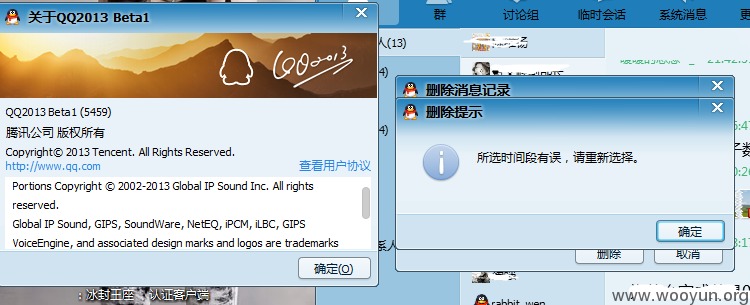 关于QQ2013 Beta1
QQ2013
QQ2013 Beta1 (5459)
腾讯公司 版权所有
Copyright© 2013 Tencent. All Rights Reserved.
http://www.qq.com
查看用户协议
Portions Copyright © 2002-2013 Global IP Sound Inc. All rights
reserved.
Global IP Sound, GIPS, SoundWare, NetEQ, iPCM, iLBC, GIPS
VoiceEngine, and associated design marks and logos are trademarks
确定(O)
群
讨论组
临时会话
系统消息
人(13)
删除消息记录
删除提示
所选时间段有误，请重新选择。
确定
删除
取消
系人
：冰封王座
认证客户端
rabbit_wen
www.wooyun.org